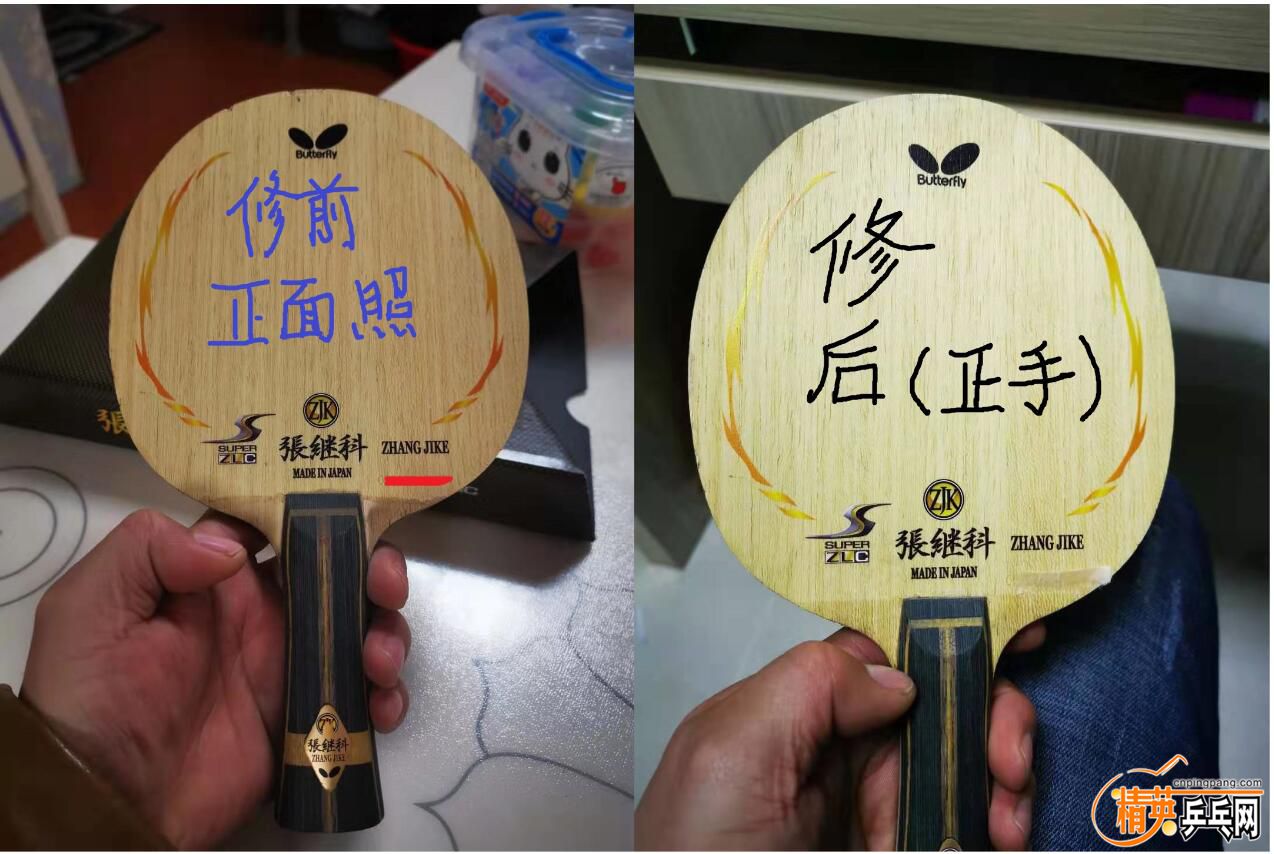 Butterfly
修前
正面照
ZJK
SUPER
ZLC
張継科
ZHANG JIKE
MADE IN JAPAN
張継科
ZHANG JIKE
張
Butterfly
修
后(正手)
ZJK
SUPER
ZLC
張継科
ZHANG JIKE
MADE IN JAPAN
cnpingpang.com
精英乒乓网